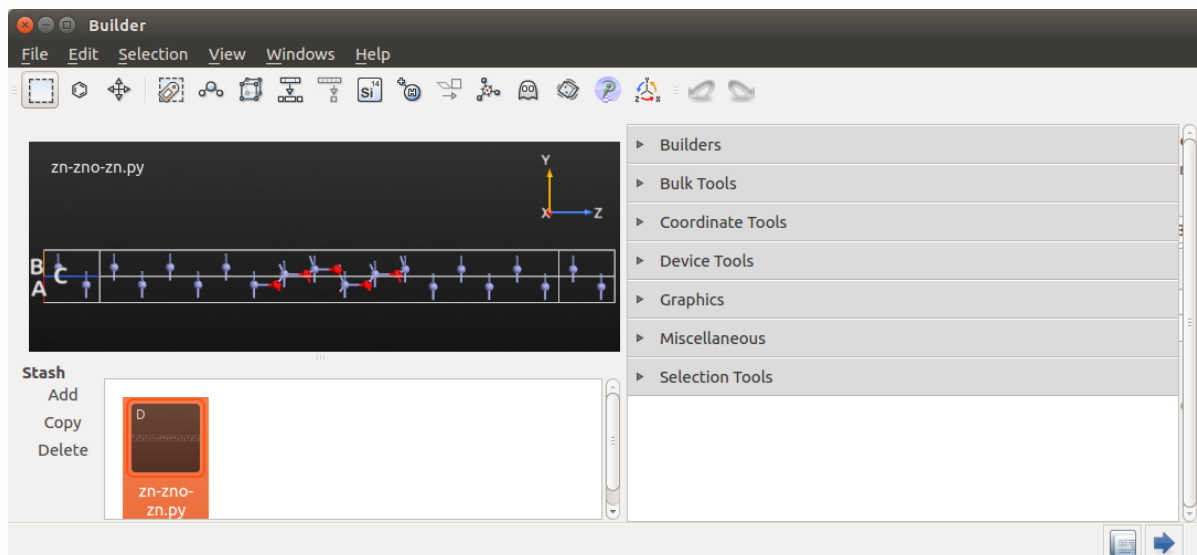 Builder
File Edit Selection View Windows Help
Si 14
zn-zno-zn.py
Y
X Z
B C
A
Builders
Bulk Tools
Coordinate Tools
Device Tools
Graphics
Miscellaneous
Selection Tools
Stash
Add
Copy
Delete
D
zn-zno-
zn.py